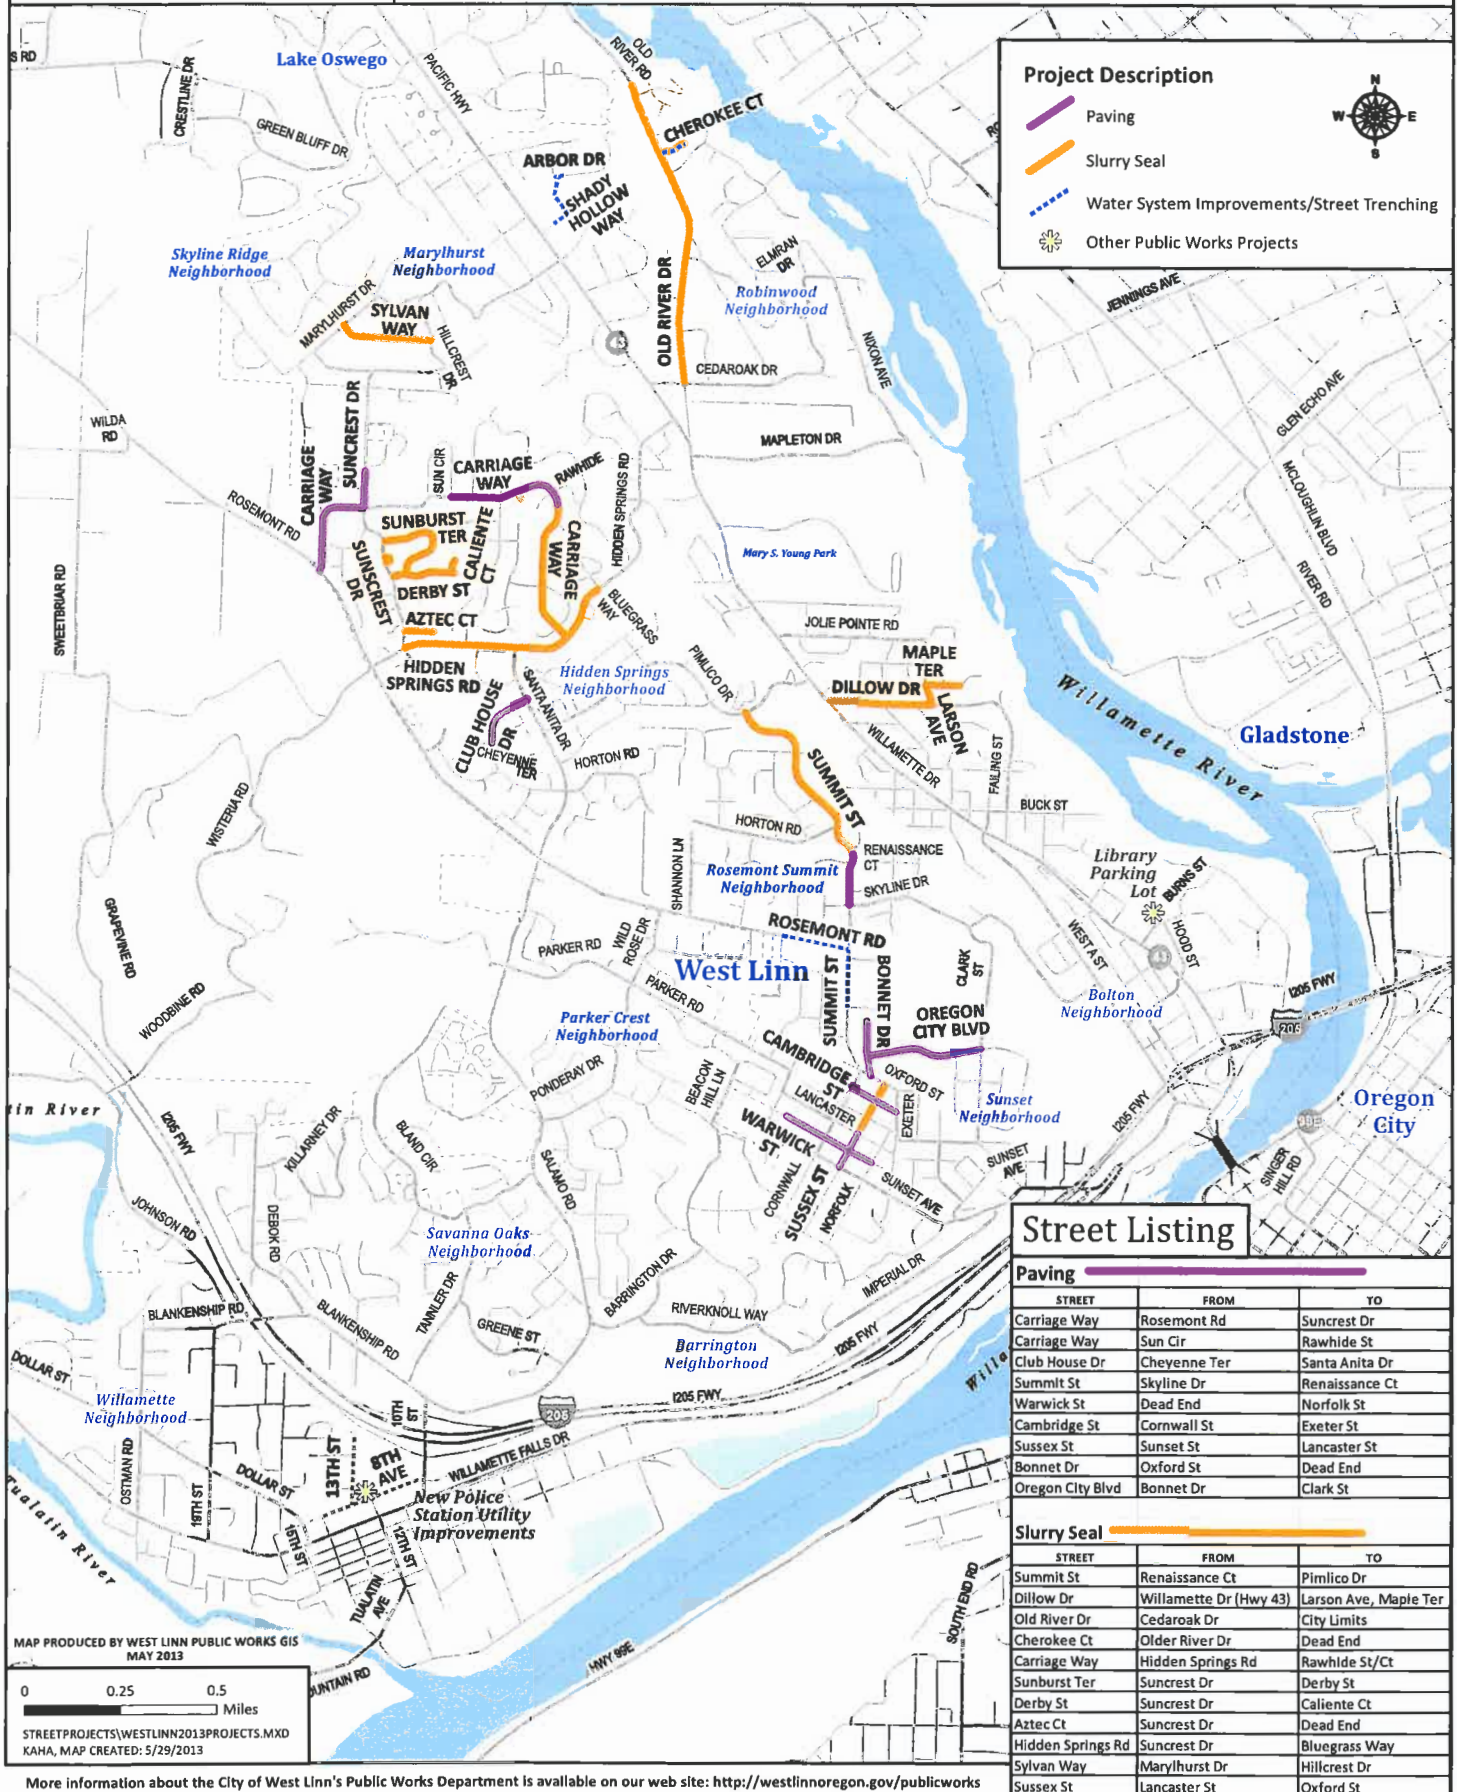 Lake Oswego
S RD
CRESTLINE DR
GREEN BLUFF DR
PACIFIC HWY
OLD
RIVER RD
CHEROKEE CT
ARBOR DR
SHADY
HOLLOW
WAY
Project Description
Paving
Slurry Seal
Water System Improvements/Street Trenching
Other Public Works Projects
N
W
E
S
JENNINGS AVE
Skyline Ridge
Neighborhood
Marylhurst
Neighborhood
MARYLHURST DR
SYLVAN
WAY
HILLCREST
DR
43
OLD RIVER DR
ELMRAN
DR
Robinwood
Neighborhood
NIXON AVE
CEDAROAK DR
MAPLETON DR
GLEN ECHO AVE
MCLOUGHLIN BLVD
RIVER RD
WILDA
RD
ROSEMONT RD
SWEETBRIAR RD
CARRIAGE
WAY
SUNCREST DR
SUN CIR
CARRIAGE
WAY
RAWHIDE
HIDDEN SPRINGS RD
SUNBURST
TER
CALIENTE
CT
CARRIAGE
WAY
SUNSCREST
DR
DERBY ST
AZTEC CT
BLUEGRASS
WAY
Mary S. Young Park
JOLIE POINTE RD
HIDDEN
SPRINGS RD
Hidden Springs
Neighborhood
PIMLICO DR
MAPLE
TER
DILLOW DR
LARSON
AVE
CLUB HOUSE
DR
SANTA ANITA DR
CHEYENNE
TER
HORTON RD
WILLAMETTE DR
FAILING ST
Willamette River
Gladstone
SUMMIT ST
BUCK ST
WISTERIA RD
HORTON RD
SHANNON LN
RENAISSANCE
CT
SKYLINE DR
Rosemont Summit
Neighborhood
Library
Parking
Lot
BURNS ST
HOOD ST
WEST A ST
43
GRAPEVINE RD
ROSEMONT RD
PARKER RD
WILD
ROSE DR
West Linn
PARKER RD
SUMMIT ST
BONNET DR
CLARK
ST
OREGON
CITY BLVD
Bolton
Neighborhood
I205 FWY
205
WOODBINE RD
Parker Crest
Neighborhood
PONDERAY DR
BEACON
HILL LN
CAMBRIDGE
ST
LANCASTER
OXFORD ST
EXETER
Sunset
Neighborhood
I205 FWY
Oregon
City
99E
tin River
I205 FWY
KILLARNEY DR
BLAND CIR
SALAMO RD
WARWICK
ST
CORNWALL
SUSSEX ST
NORFOLK
SUNSET AVE
SUNSET
AVE
SINGER
HILL RD
JOHNSON RD
DEBOK RD
Savanna Oaks
Neighborhood
TANNLER DR
BARRINGTON DR
IMPERIAL DR
BLANKENSHIP RD
BLANKENSHIP RD
GREENE ST
RIVERKNOLL WAY
Barrington
Neighborhood
I205 FWY
I205 FWY
205
Willa
DOLLAR ST
Willamette
Neighborhood
10TH
ST
OSTMAN RD
19TH ST
DOLLAR ST
13TH ST
8TH
AVE
WILLAMETTE FALLS DR
New Police
Station Utility
Improvements
15TH ST
12TH ST
TUALATIN
AVE
Tualatin River
SOUTH END RD
HWY 99E
OUNTAIN RD
MAP PRODUCED BY WEST LINN PUBLIC WORKS GIS
MAY 2013
0 0.25 0.5
Miles
STREETPROJECTS\WESTLINN2013PROJECTS.MXD
KAHA, MAP CREATED: 5/29/2013
Street Listing
Paving
STREET FROM TO
Carriage Way Rosemont Rd Suncrest Dr
Carriage Way Sun Cir Rawhide St
Club House Dr Cheyenne Ter Santa Anita Dr
Summit St Skyline Dr Renaissance Ct
Warwick St Dead End Norfolk St
Cambridge St Cornwall St Exeter St
Sussex St Sunset St Lancaster St
Bonnet Dr Oxford St Dead End
Oregon City Blvd Bonnet Dr Clark St
Slurry Seal
STREET FROM TO
Summit St Renaissance Ct Pimlico Dr
Dillow Dr Willamette Dr (Hwy 43) Larson Ave, Maple Ter
Old River Dr Cedaroak Dr City Limits
Cherokee Ct Older River Dr Dead End
Carriage Way Hidden Springs Rd Rawhide St/Ct
Sunburst Ter Suncrest Dr Derby St
Derby St Suncrest Dr Caliente Ct
Aztec Ct Suncrest Dr Dead End
Hidden Springs Rd Suncrest Dr Bluegrass Way
Sylvan Way Marylhurst Dr Hillcrest Dr
Sussex St Lancaster St Oxford St
More information about the City of West Linn's Public Works Department is available on our web site: http://westlinnoregon.gov/publicworks